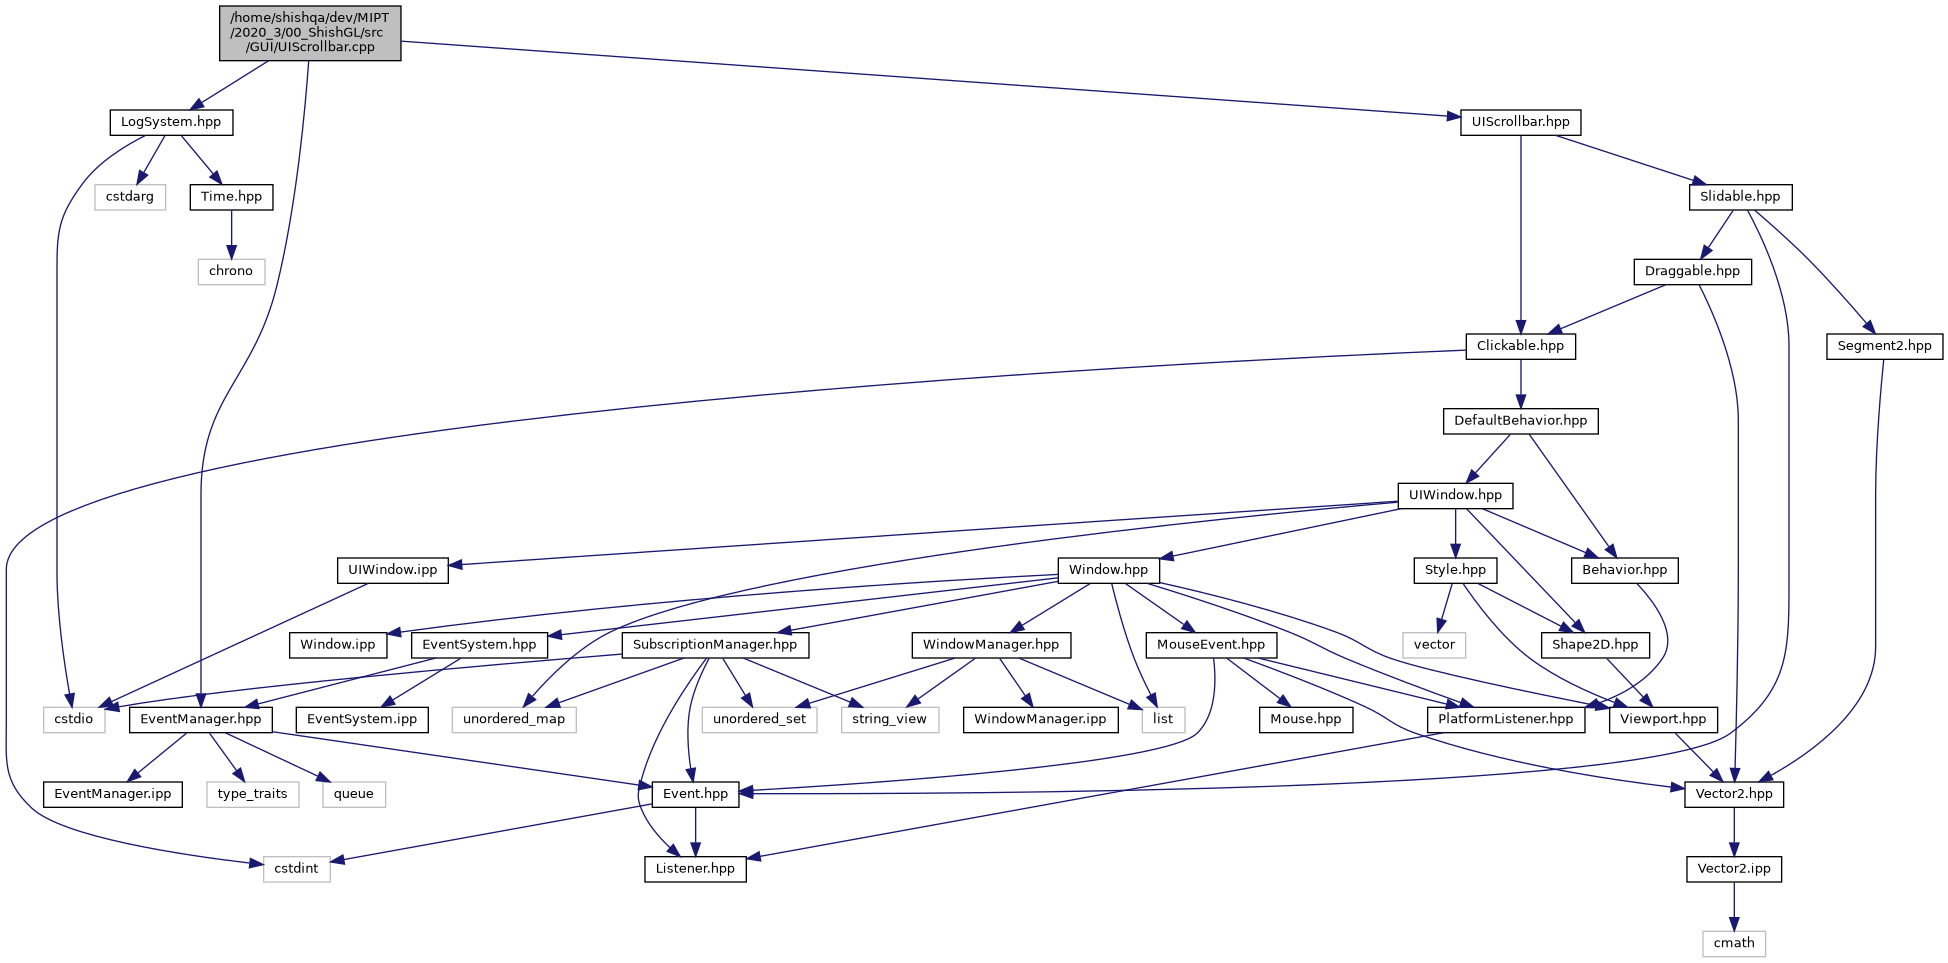 /home/shishqa/dev/MIPT
/2020_3/00_ShishGL/src
/GUI/UIScrollbar.cpp
LogSystem.hpp
UIScrollbar.hpp
cstdarg
Time.hpp
Slidable.hpp
chrono
Draggable.hpp
Clickable.hpp
Segment2.hpp
DefaultBehavior.hpp
UIWindow.hpp
UIWindow.ipp
Window.hpp
Style.hpp
Behavior.hpp
Window.ipp
EventSystem.hpp
SubscriptionManager.hpp
WindowManager.hpp
MouseEvent.hpp
vector
Shape2D.hpp
cstdio
EventManager.hpp
EventSystem.ipp
unordered_map
unordered_set
string_view
WindowManager.ipp
list
Mouse.hpp
PlatformListener.hpp
Viewport.hpp
EventManager.ipp
type_traits
queue
Event.hpp
Vector2.hpp
cstdint
Listener.hpp
Vector2.ipp
cmath